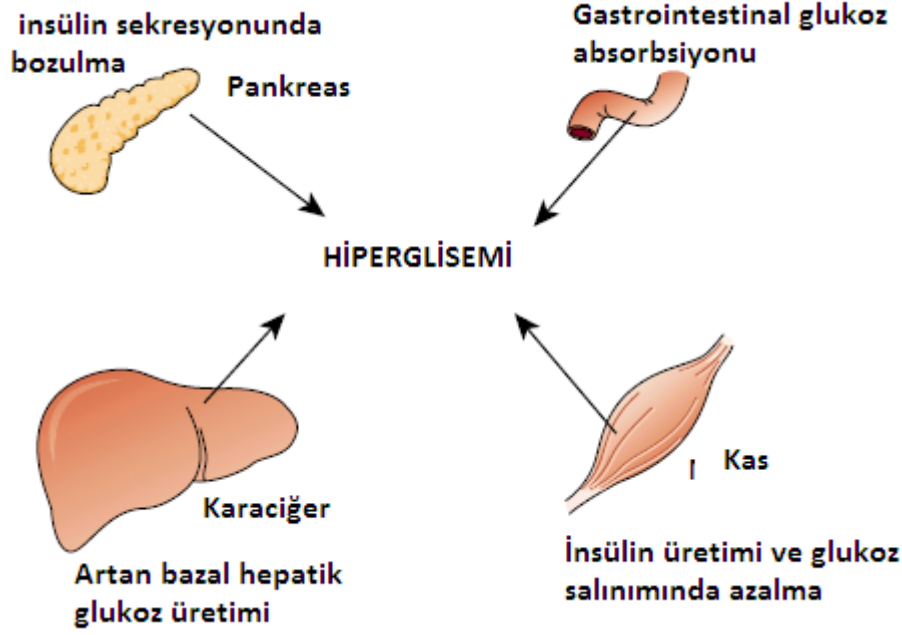 insülin sekresyonunda
bozulma
Pankreas
Gastrointestinal glukoz
absorbsiyonu
HİPERGLİSEMİ
Karaciğer
Artan bazal hepatik
glukoz üretimi
Kas
İnsülin üretimi ve glukoz
salınımında azalma